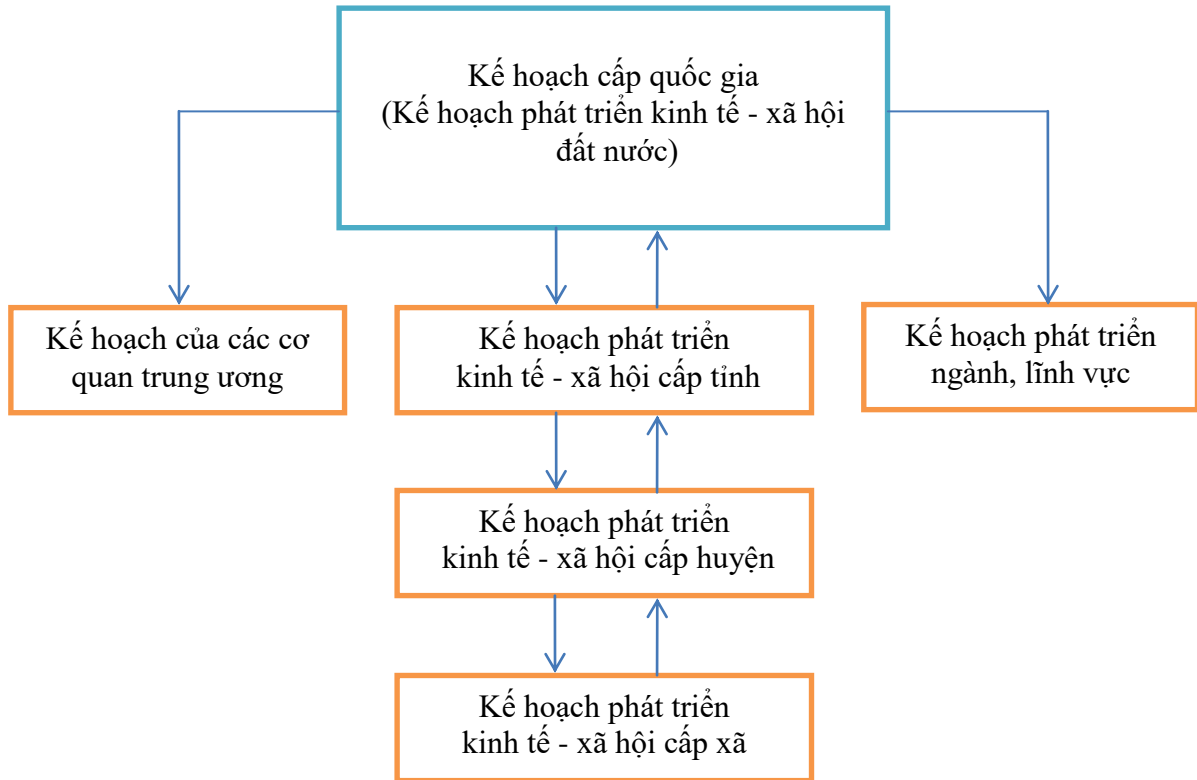 Kế hoạch cấp quốc gia
(Kế hoạch phát triển kinh tế - xã hội
đất nước)
Kế hoạch của các cơ
quan trung ương
Kế hoạch phát triển
kinh tế - xã hội cấp tỉnh
Kế hoạch phát triển
ngành, lĩnh vực
Kế hoạch phát triển
kinh tế - xã hội cấp huyện
Kế hoạch phát triển
kinh tế - xã hội cấp xã